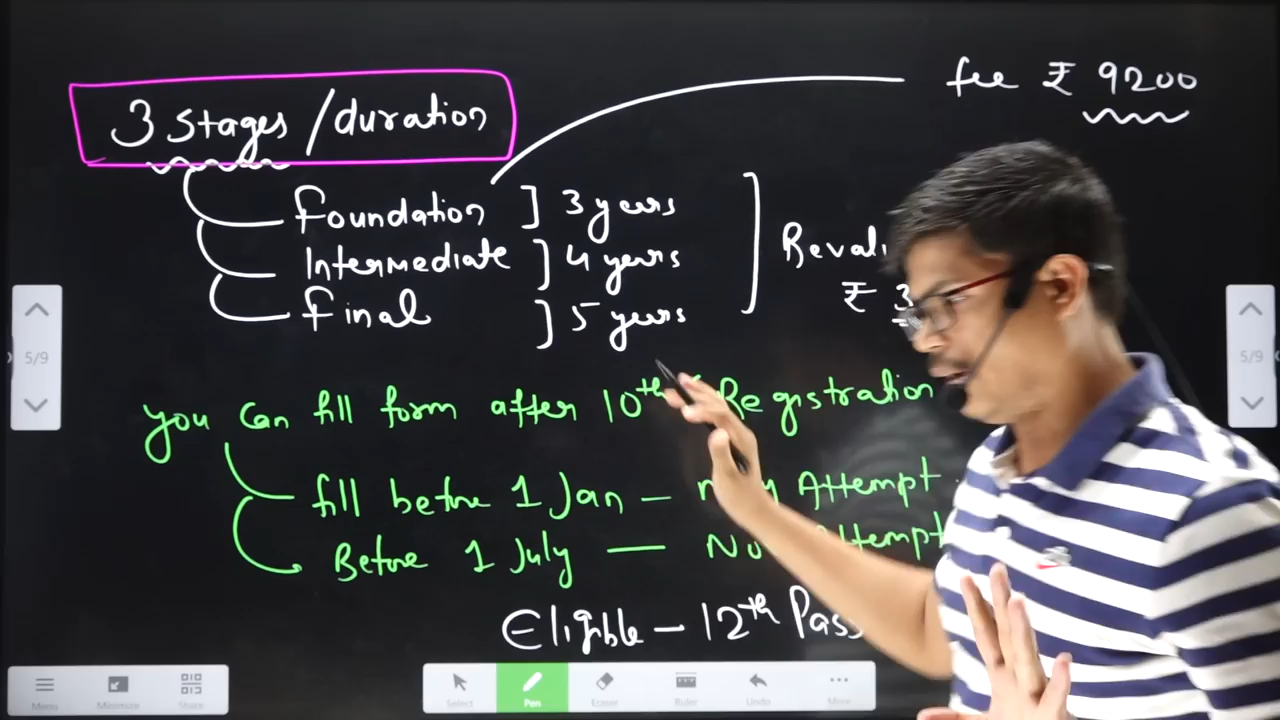 fee ₹ 9200
3 stages / duration
Foundation ] 3 years
Intermediate ] 4 years
Final ] 5 years
₹ 3
you can fill form after 10th Registration
fill before 1 Jan — Attempt
Before 1 July — Attempt
Eligible — 12th Pass
5/9
5/9
Menu
Minimize
Share
Select
Pen
Eraser
Ruler
Undo
More